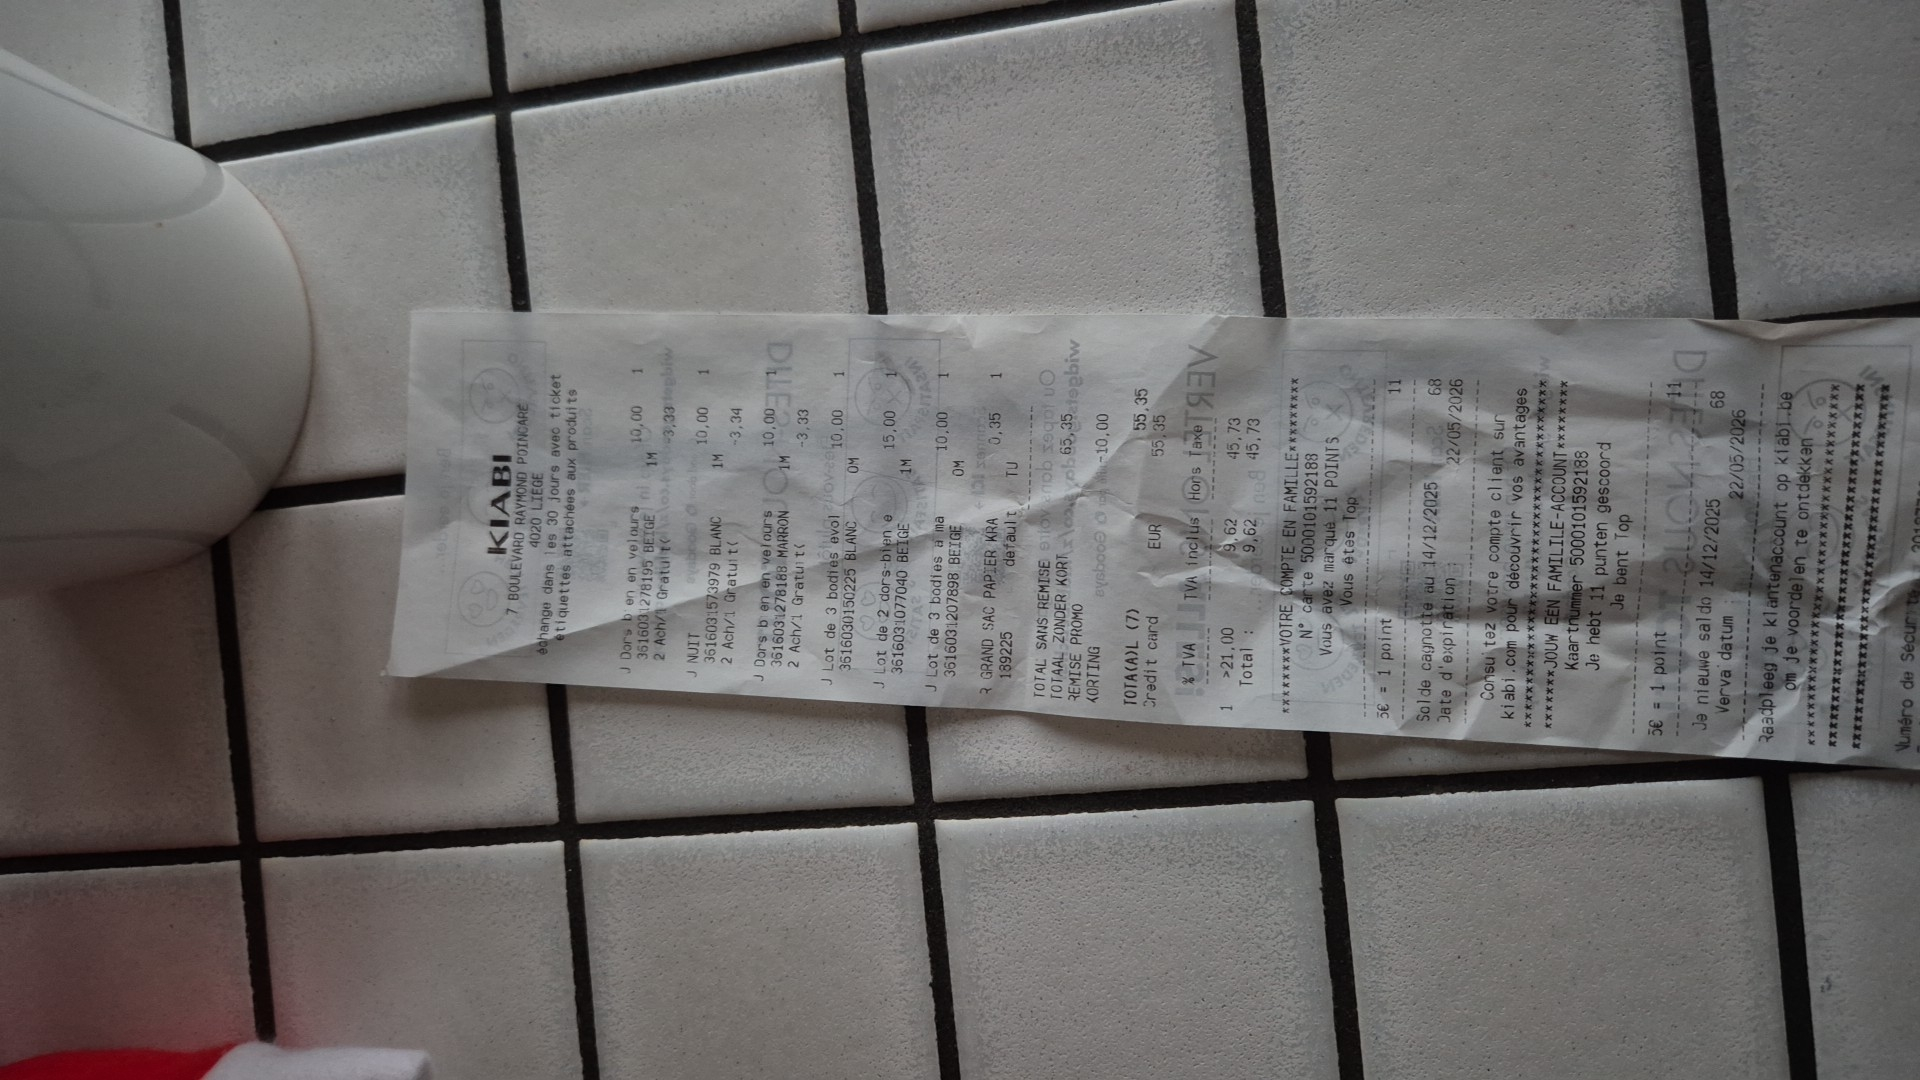 KIABI
7 BOULEVARD RAYMOND POINCARÉ
4020 LIEGE
échange dans les 30 jours avec ticket
étiquettes attachées aux produits
J Dors b en en velours 10,00 1
3616031278195 BEIGE 1M
2 Ach/1 Gratuit( -3,33
J NUIT 10,00 1
3616031573979 BLANC 1M
2 Ach/1 Gratuit( -3,34
J Dors b en en velours 10,00 1
3616031278188 MARRON 1M
2 Ach/1 Gratuit( -3,33
J Lot de 3 bodies avol 10,00 1
3616030150225 BLANC 0M
J Lot de 2 dors-bien e 15,00 1
3616031077040 BEIGE 1M
J Lot de 3 bodies a ma 10,00 1
3616031207898 BEIGE 0M
R GRAND SAC PAPIER KRA 0,35 1
189225 default TU
TOTAL SANS REMISE 65,35
TOTAAL ZONDER KORT
REMISE PROMO -10,00
KORTING
TOTA(A)L (7) 55,35
Credit card EUR 55,35
% TVA TVA inclus Hors Taxe
1 >21.00 9,62 45,73
Total : 9,62 45,73
********VOTRE COMPTE EN FAMILLE*********
N° carte 5000101592188
Vous avez marqué 11 POINTS
Vous êtes Top
5€ = 1 point 11
Solde cagnotte au 14/12/2025 68
Date d'expiration : 22/05/2026
Consu tez votre compte client sur
kiabi.com pour découvrir vos avantages
*******JOUW EEN FAMILILE-ACCOUNT********
Kaartnummer 5000101592188
Je hebt 11 punten gescoord
Je bent Top
5€ = 1 point 11
Je nieuwe saldo 14/12/2025 68
Verva datum : 22/05/2026
Raadpleeg je klantenaccount op kiabi-be
om je voordelen te ontdekken
Numéro de Sécur